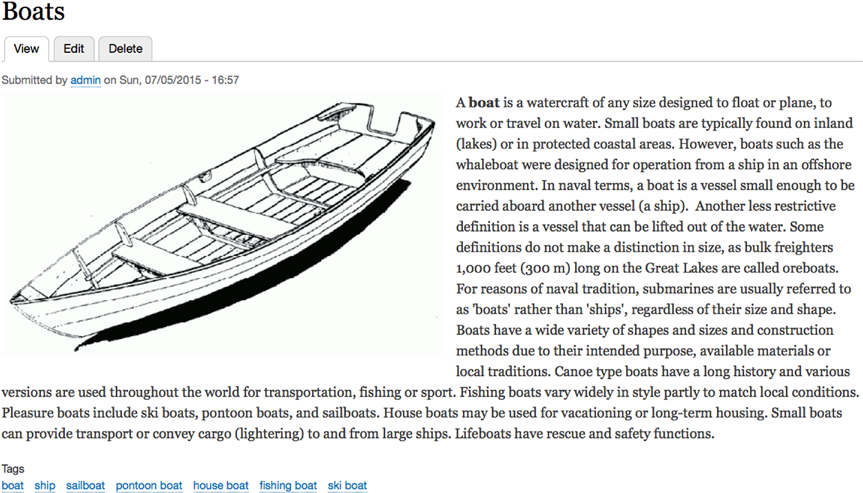 Boats
View Edit Delete
Submitted by admin on Sun, 07/05/2015 - 16:57
A boat is a watercraft of any size designed to float or plane, to
work or travel on water. Small boats are typically found on inland
(lakes) or in protected coastal areas. However, boats such as the
whaleboat were designed for operation from a ship in an offshore
environment. In naval terms, a boat is a vessel small enough to be
carried aboard another vessel (a ship).  Another less restrictive
definition is a vessel that can be lifted out of the water. Some
definitions do not make a distinction in size, as bulk freighters
1,000 feet (300 m) long on the Great Lakes are called oreboats.
For reasons of naval tradition, submarines are usually referred to
as 'boats' rather than 'ships', regardless of their size and shape.
Boats have a wide variety of shapes and sizes and construction
methods due to their intended purpose, available materials or
local traditions. Canoe type boats have a long history and various
versions are used throughout the world for transportation, fishing or sport. Fishing boats vary widely in style partly to match local conditions.
Pleasure boats include ski boats, pontoon boats, and sailboats. House boats may be used for vacationing or long-term housing. Small boats
can provide transport or convey cargo (lightering) to and from large ships. Lifeboats have rescue and safety functions.
Tags
boat ship sailboat pontoon boat house boat fishing boat ski boat